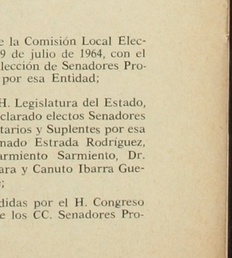 e la Comisión Local Elec-
9 de julio de 1964, con el
lección de Senadores Pro-
por esa Entidad;
H. Legislatura del Estado,
clarado electos Senadores
tarios y Suplentes por esa
nado Estrada Rodríguez,
armiento Sarmiento, Dr.
ara y Canuto Ibarra Gue-
;
didas por el H. Congreso
e los CC. Senadores Pro-